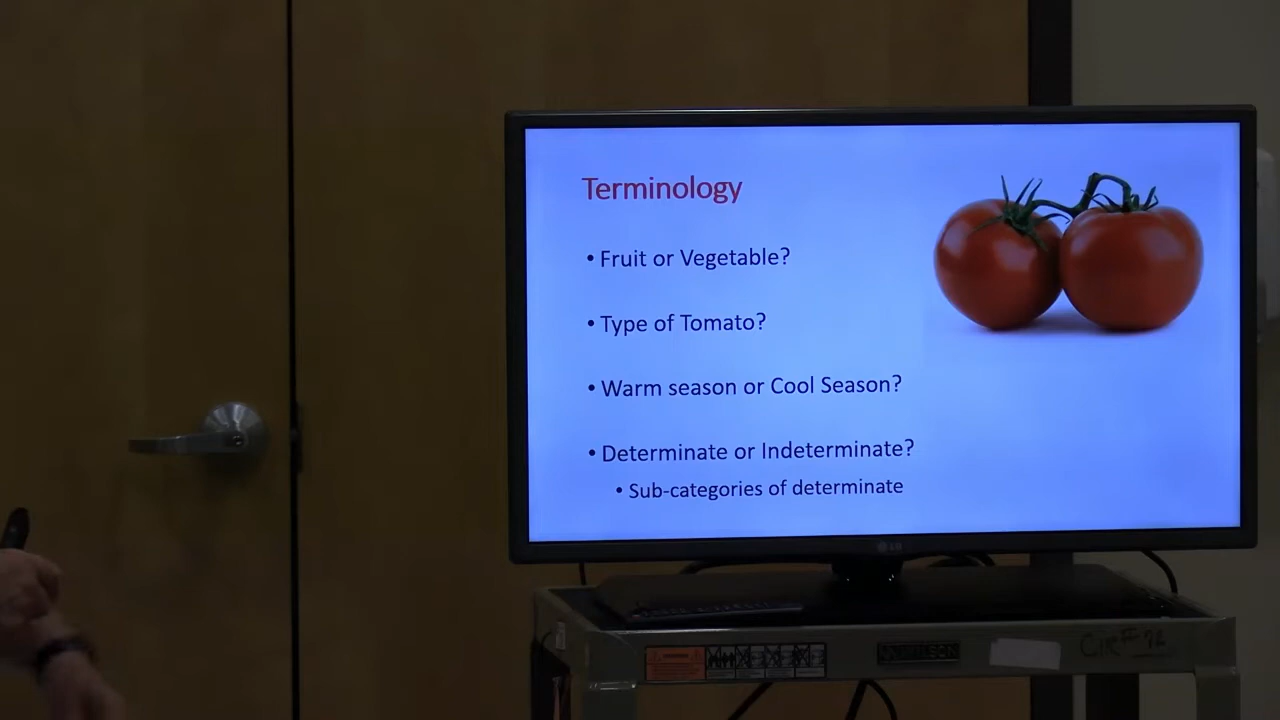 Terminology
• Fruit or Vegetable?
• Type of Tomato?
• Warm season or Cool Season?
• Determinate or Indeterminate?
• Sub-categories of determinate
LG